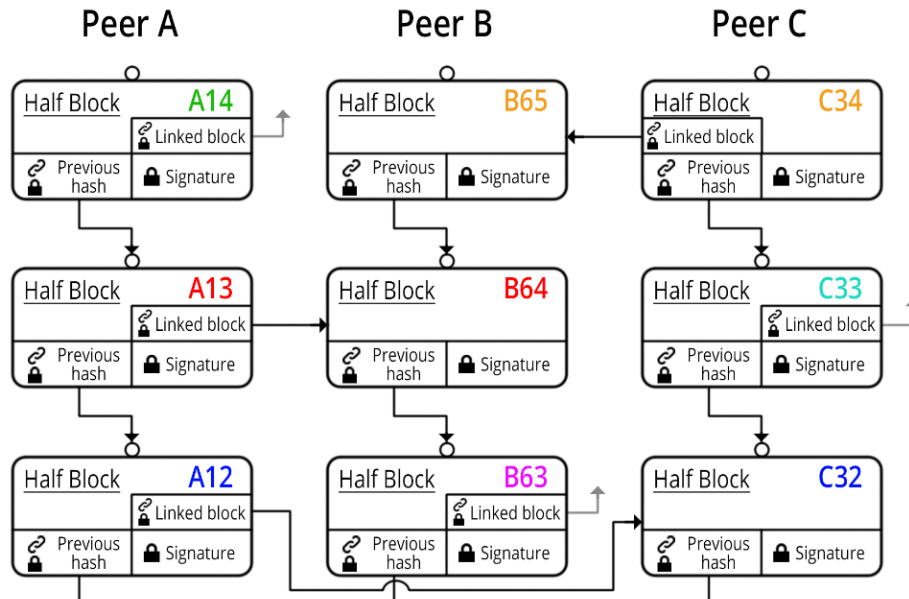 Peer A
Peer B
Peer C
Half Block A14
Linked block
Previous
hash
Signature
Half Block B65
Previous
hash
Signature
Half Block C34
Linked block
Previous
hash
Signature
Half Block A13
Linked block
Previous
hash
Signature
Half Block B64
Previous
hash
Signature
Half Block C33
Linked block
Previous
hash
Signature
Half Block A12
Linked block
Previous
hash
Signature
Half Block B63
Linked block
Previous
hash
Signature
Half Block C32
Previous
hash
Signature